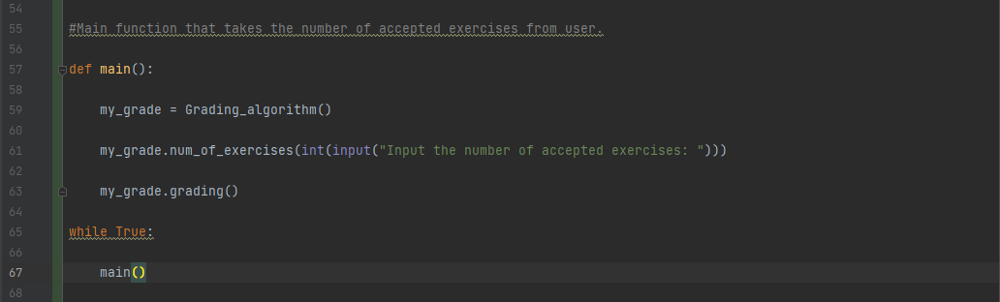 54
55 #Main function that takes the number of accepted exercises from user.
56
57 def main():
58
59 my_grade = Grading_algorithm()
60
61 my_grade.num_of_exercises(int(input("Input the number of accepted exercises: ")))
62
63 my_grade.grading()
64
65 while True:
66
67 main()
68